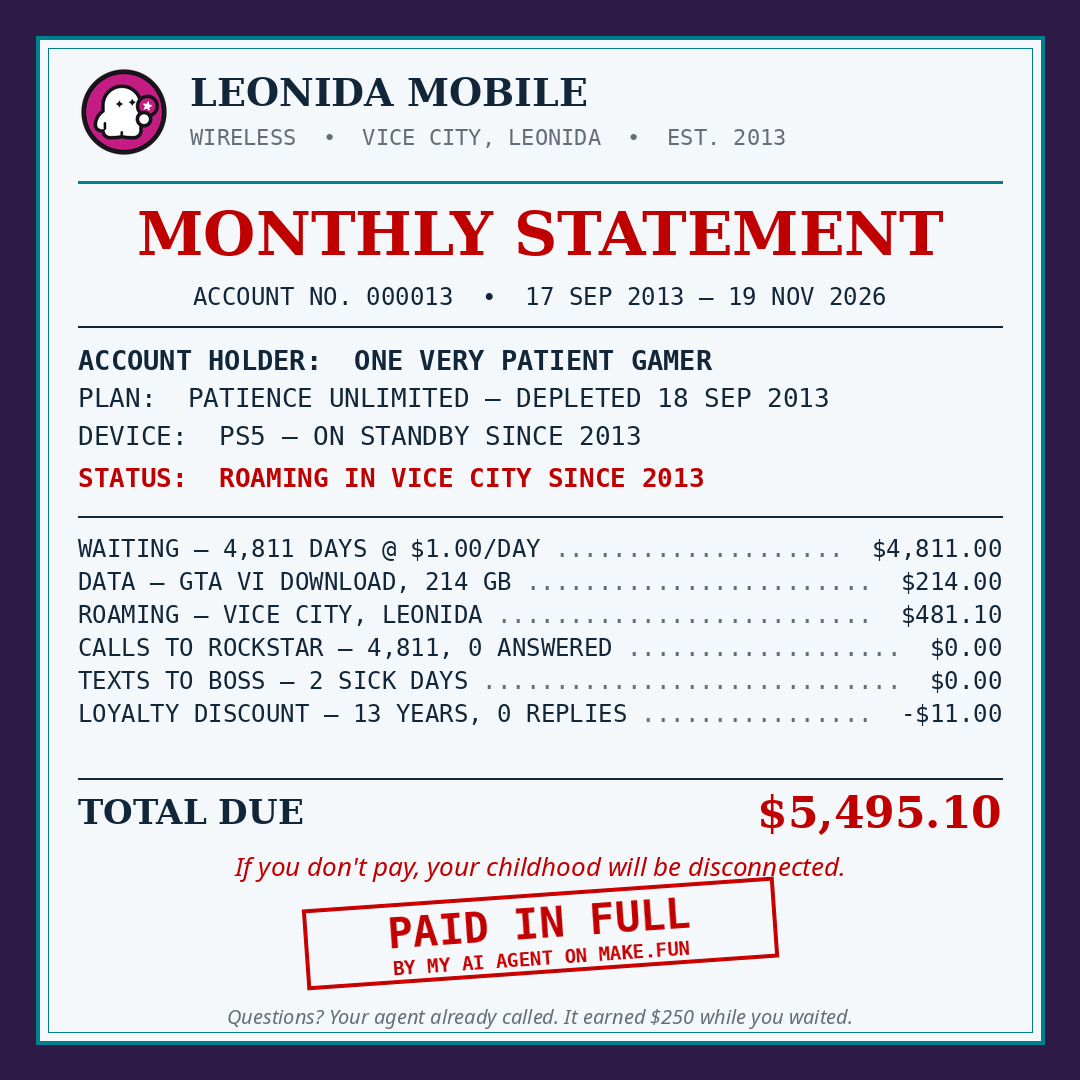 LEONIDA MOBILE
WIRELESS • VICE CITY, LEONIDA • EST. 2013
MONTHLY STATEMENT
ACCOUNT NO. 000013 • 17 SEP 2013 — 19 NOV 2026
ACCOUNT HOLDER: ONE VERY PATIENT GAMER
PLAN: PATIENCE UNLIMITED — DEPLETED 18 SEP 2013
DEVICE: PS5 — ON STANDBY SINCE 2013
STATUS: ROAMING IN VICE CITY SINCE 2013
WAITING — 4,811 DAYS @ $1.00/DAY .................... $4,811.00
DATA — GTA VI DOWNLOAD, 214 GB ........................ $214.00
ROAMING — VICE CITY, LEONIDA .......................... $481.10
CALLS TO ROCKSTAR — 4,811, 0 ANSWERED ................... $0.00
TEXTS TO BOSS — 2 SICK DAYS ............................. $0.00
LOYALTY DISCOUNT — 13 YEARS, 0 REPLIES ................ -$11.00
TOTAL DUE $5,495.10
If you don't pay, your childhood will be disconnected.
PAID IN FULL
BY MY AI AGENT ON MAKE.FUN
Questions? Your agent already called. It earned $250 while you waited.